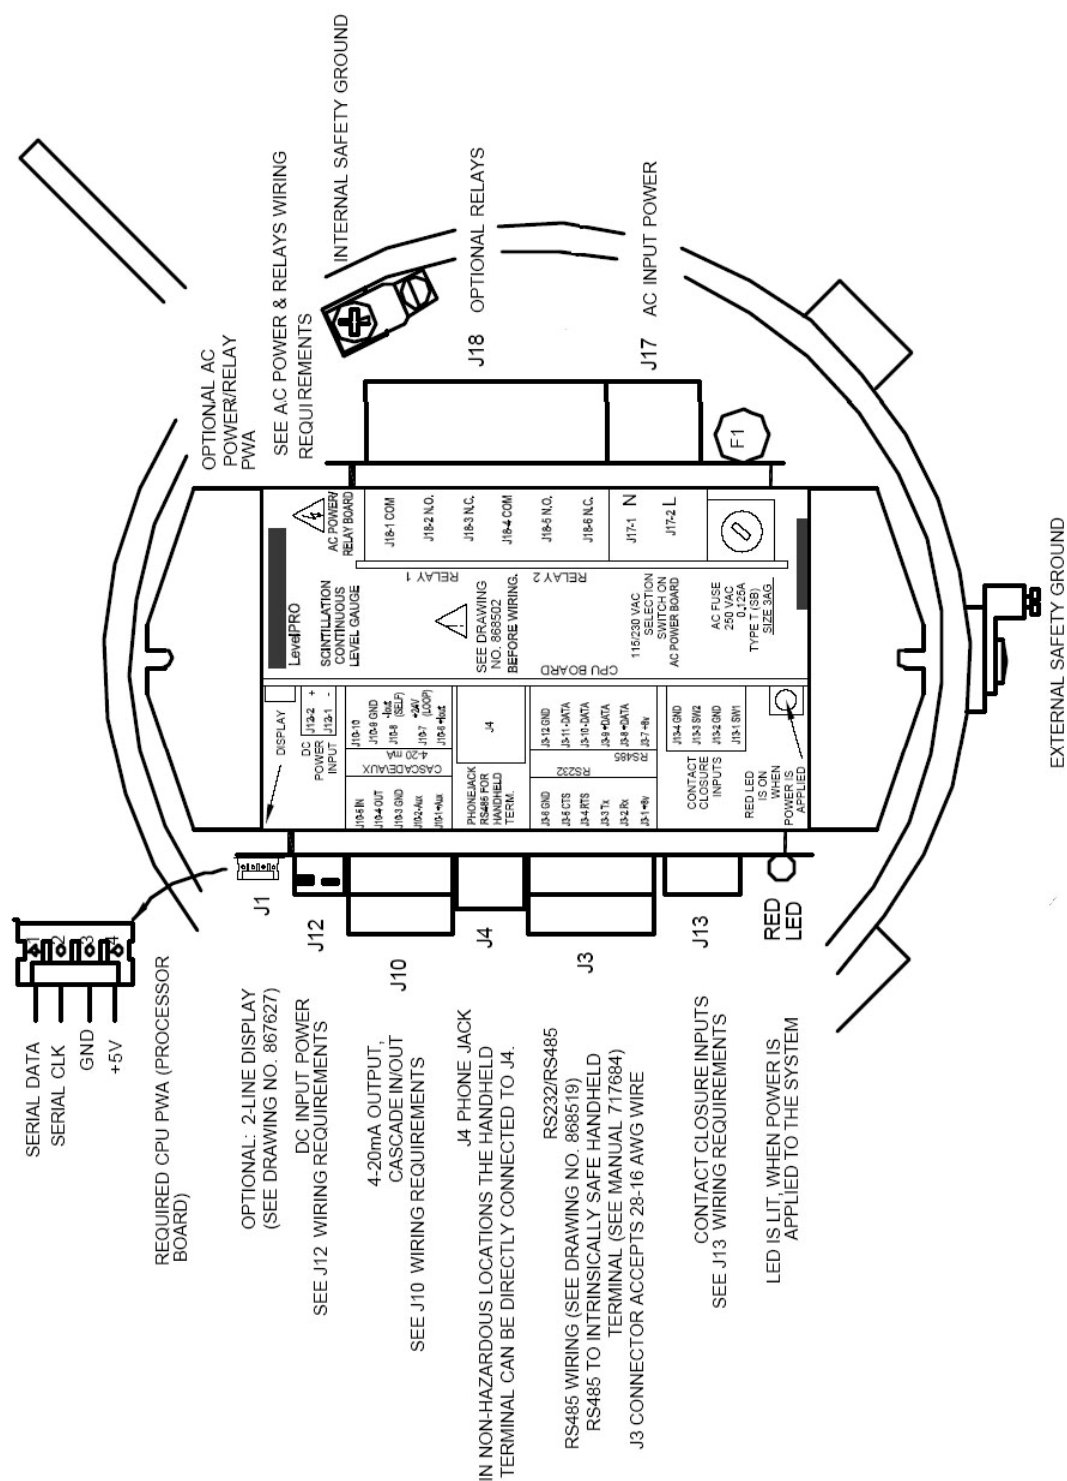 SERIAL DATA
SERIAL CLK
GND
+5V
1
2
3
4
REQUIRED CPU PWA (PROCESSOR
BOARD)
OPTIONAL: 2-LINE DISPLAY
(SEE DRAWING NO. 867627)
DC INPUT POWER
SEE J12 WIRING REQUIREMENTS
4-20mA OUTPUT,
CASCADE IN/OUT
SEE J10 WIRING REQUIREMENTS
J4 PHONE JACK
IN NON-HAZARDOUS LOCATIONS THE HANDHELD
TERMINAL CAN BE DIRECTLY CONNECTED TO J4.
RS232/RS485
RS485 WIRING (SEE DRAWING NO. 868519)
RS485 TO INTRINSICALLY SAFE HANDHELD
TERMINAL (SEE MANUAL 717684)
J3 CONNECTOR ACCEPTS 28-16 AWG WIRE
CONTACT CLOSURE INPUTS
SEE J13 WIRING REQUIREMENTS
LED IS LIT, WHEN POWER IS
APPLIED TO THE SYSTEM
J1
J12
J10
J4
J3
J13
RED
LED
DISPLAY
DC
POWER
INPUT
J12-2 +
J12-1 -
J10-5 IN
J10-4 OUT
J10-3 GND
J10-2 -Aux
J10-1 +Aux
CASCADE/AUX
4-20 mA
J10-10
J10-9 GND
J10-8 -Iout
(SELF)
J10-7 +24V
(LOOP)
J10-6 +Iout
PHONEJACK
RS485 FOR
HANDHELD
TERM.
J4
J3-6 GND
J3-5 CTS
J3-4 RTS
J3-3 Tx
J3-2 Rx
J3-1 +6v
RS232
RS485
J3-12 GND
J3-11 -DATA
J3-10 -DATA
J3-9 +DATA
J3-8 +DATA
J3-7 +6v
CONTACT
CLOSURE
INPUTS
J13-4 GND
J13-3 SW2
J13-2 GND
J13-1 SW1
RED LED
IS ON
WHEN
POWER IS
APPLIED
CPU BOARD
LevelPRO
SCINTILLATION
CONTINUOUS
LEVEL GAUGE
SEE DRAWING
NO. 868502
BEFORE WIRING.
115/230 VAC
SELECTION
SWITCH ON
AC POWER BOARD
AC FUSE
250 VAC
0.125A
TYPE T (SB)
SIZE 3AG
AC POWER/
RELAY BOARD
RELAY 1
RELAY 2
J18-1 COM
J18-2 N.O.
J18-3 N.C.
J18-4 COM
J18-5 N.O.
J18-6 N.C.
J17-1 N
J17-2 L
F1
OPTIONAL AC
POWER/RELAY
PWA
SEE A.C POWER & RELAYS WIRING
REQUIREMENTS
INTERNAL SAFETY GROUND
J18 OPTIONAL RELAYS
J17 AC INPUT POWER
EXTERNAL SAFETY GROUND